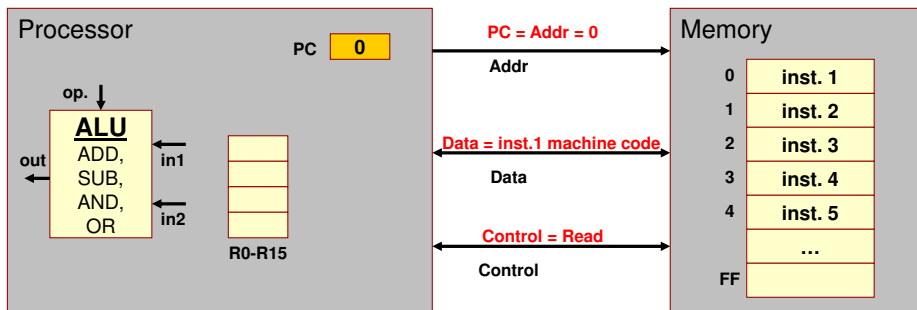 Processor
PC
0
op.
ALU
ADD,
SUB,
AND,
OR
out
in1
in2
R0-R15
PC = Addr = 0
Addr
Data = inst.1 machine code
Data
Control = Read
Control
Memory
0 inst. 1
1 inst. 2
2 inst. 3
3 inst. 4
4 inst. 5
...
FF